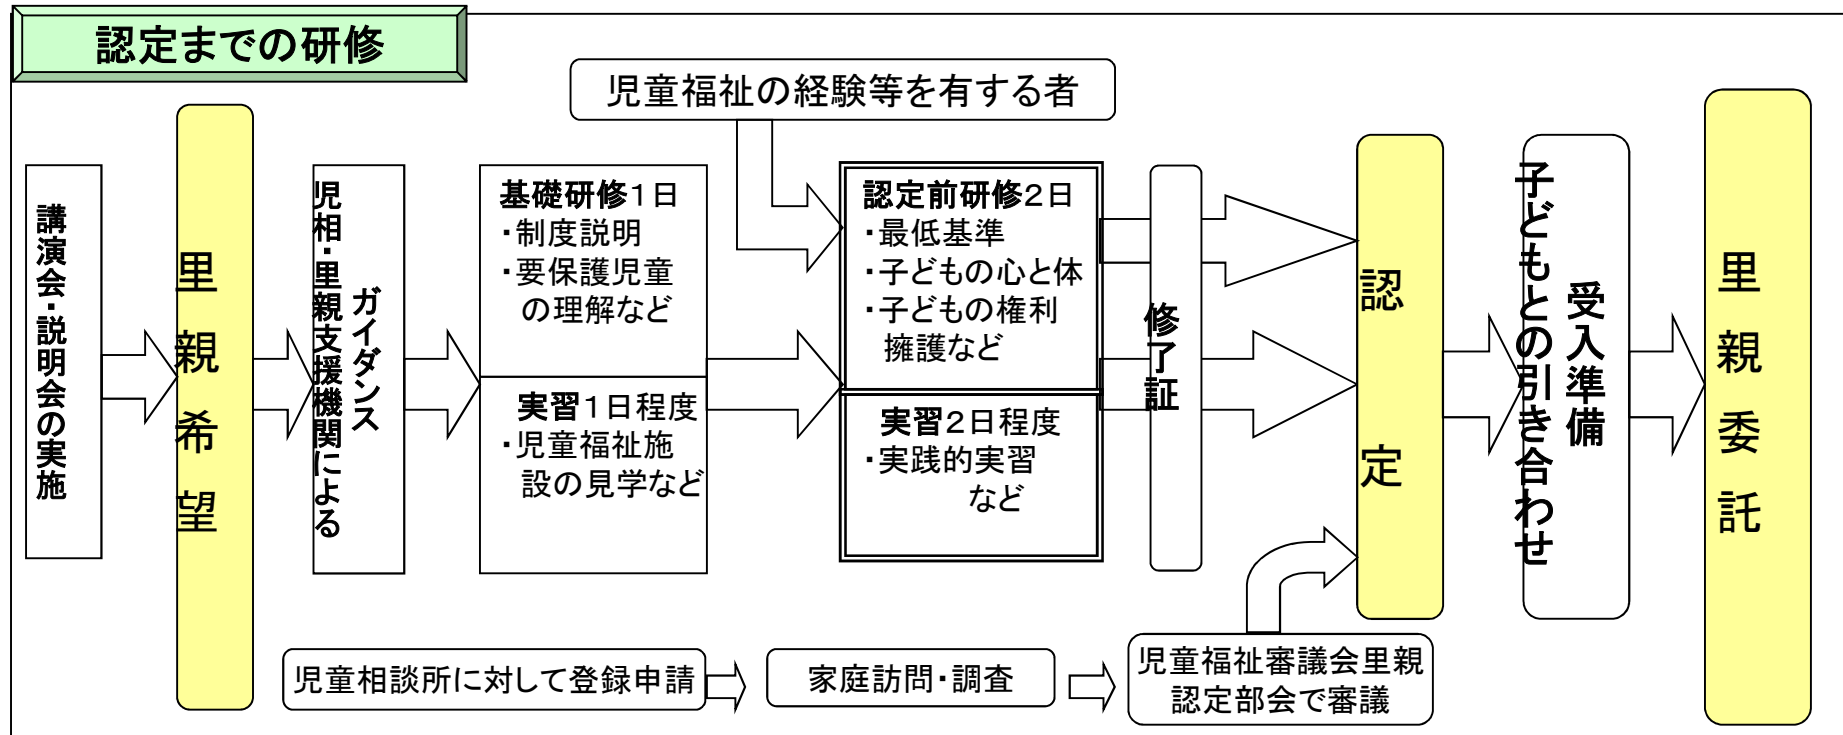 認定までの研修
児童福祉の経験等を有する者
講演会・説明会の実施
里親希望
児相・里親支援機関による
ガイダンス
基礎研修1日
・制度説明
・要保護児童
の理解など
実習1日程度
・児童福祉施
設の見学など
認定前研修2日
・最低基準
・子どもの心と体
・子どもの権利
擁護など
実習2日程度
・実践的実習
など
修了証
認定
子どもとの引き合わせ
受入準備
里親委託
児童相談所に対して登録申請
家庭訪問・調査
児童福祉審議会里親
認定部会で審議